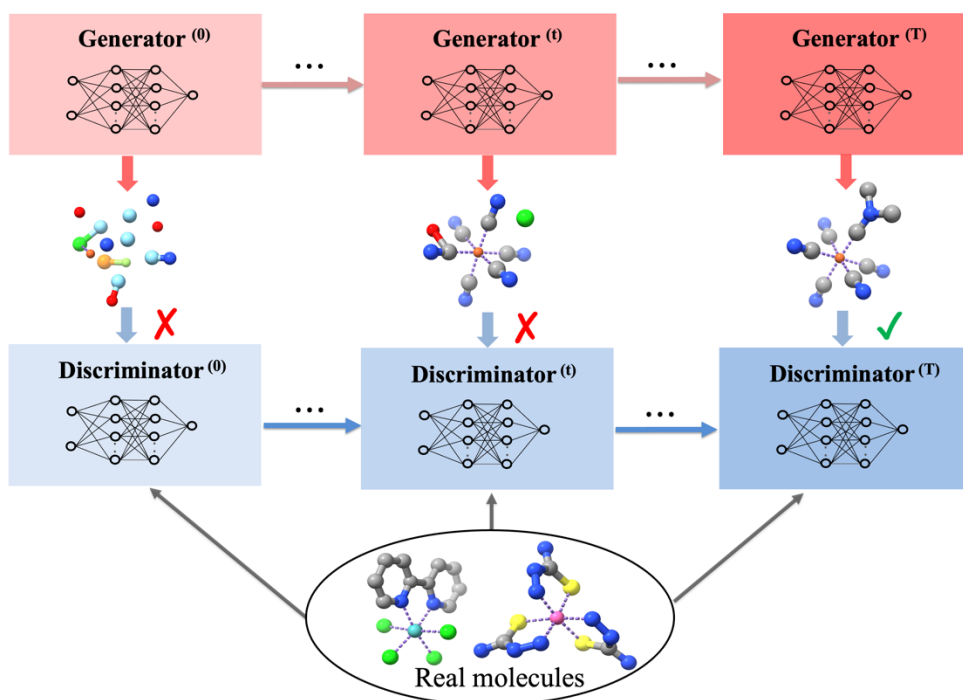 Generator (0)
Generator (t)
Generator (T)
...
...
✗
✗
✓
Discriminator (0)
Discriminator (t)
Discriminator (T)
...
...
Real molecules